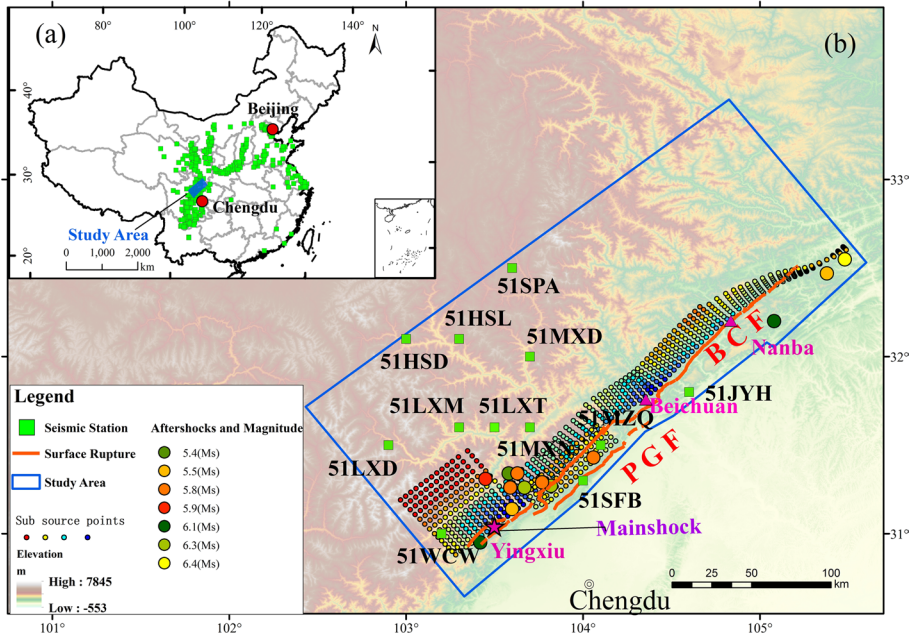 80° 100° 120° 140°
(a)
N
40°
30°
20°
Beijing
Chengdu
Study Area
0 1,000 2,000
km
(b)
33°
32°
31°
51SPA
51HSL
51MXD
51HSD
51LXM
51LXT
51MZQ
51JYH
51MXN
51LXD
51SFB
51WCW
BCF
PGF
Nanba
Beichuan
Mainshock
Yingxiu
Chengdu
Legend
Seismic Station
Surface Rupture
Study Area
Sub source points
Elevation
m
High : 7845
Low : -553
Aftershocks and Magnitude
5.4(Ms)
5.5(Ms)
5.8(Ms)
5.9(Ms)
6.1(Ms)
6.3(Ms)
6.4(Ms)
0 25 50 100
km
101° 102° 103° 104° 105°